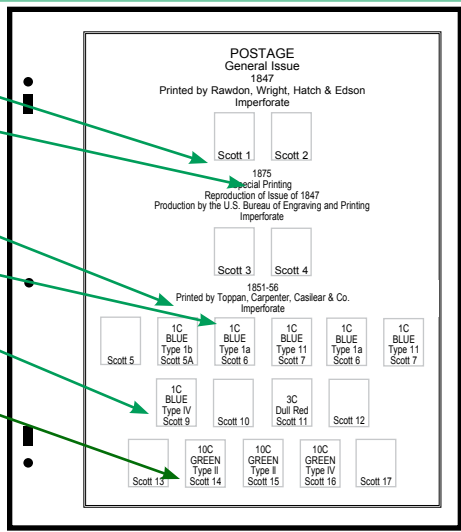 POSTAGE
General Issue
1847
Printed by Rawdon, Wright, Hatch & Edson
Imperforate
Scott 1 Scott 2
1875
Special Printing
Reproduction of Issue of 1847
Production by the U.S. Bureau of Engraving and Printing
Imperforate
Scott 3 Scott 4
1851-56
Printed by Toppan, Carpenter, Casilear & Co.
Imperforate
1C 1C 1C 1C 1C
BLUE BLUE BLUE BLUE BLUE
Type 1b Type 1a Type 11 Type 1a Type 11
Scott 5 Scott 5A Scott 6 Scott 7 Scott 6 Scott 7
1C
BLUE 3C
Type IV Dull Red
Scott 9 Scott 10 Scott 11 Scott 12
10C 10C 10C
GREEN GREEN GREEN
Type II Type II Type IV
Scott 13 Scott 14 Scott 15 Scott 16 Scott 17